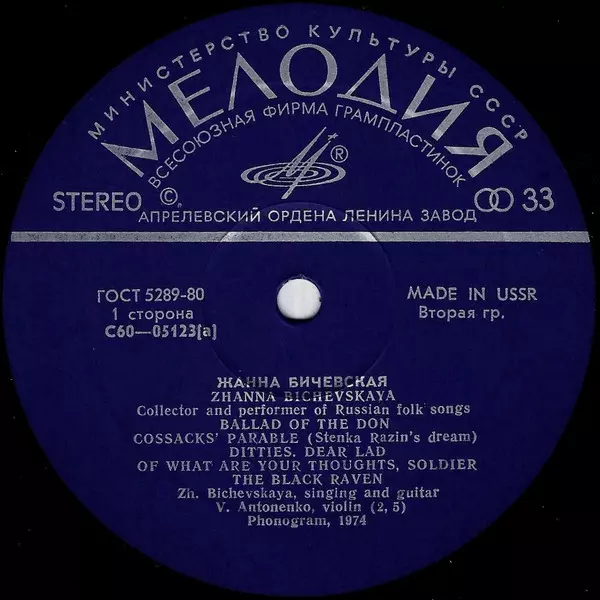 МИНИСТЕРСТВО КУЛЬТУРЫ СССР
МЕЛОДИЯ
ВСЕСОЮЗНАЯ ФИРМА ГРАМПЛАСТИНОК
®
STEREO © 33
АПРЕЛЕВСКИЙ ОРДЕНА ЛЕНИНА ЗАВОД
ГОСТ 5289-80
1 сторона
С60—05123[а]
MADE IN USSR
Вторая гр.
ЖАННА БИЧЕВСКАЯ
ZHANNA BICHEVSKAYA
Collector and performer of Russian folk songs
BALLAD OF THE DON
COSSACKS' PARABLE (Stenka Razin's dream)
DITTIES. DEAR LAD
OF WHAT ARE YOUR THOUGHTS, SOLDIER
THE BLACK RAVEN
Zh. Bichevskaya, singing and guitar
V. Antonenko, violin (2, 5)
Phonogram, 1974